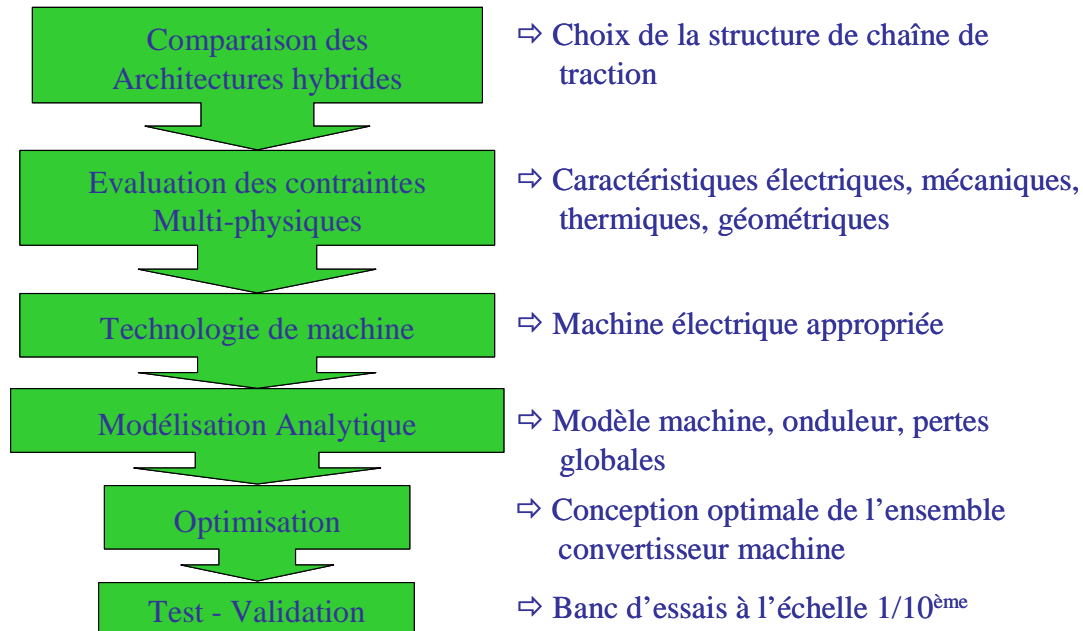 Comparaison des
Architectures hybrides
⇨ Choix de la structure de chaîne de
traction
Evaluation des contraintes
Multi-physiques
⇨ Caractéristiques électriques, mécaniques,
thermiques, géométriques
Technologie de machine
⇨ Machine électrique appropriée
Modélisation Analytique
⇨ Modèle machine, onduleur, pertes
globales
Optimisation
⇨ Conception optimale de l’ensemble
convertisseur machine
Test - Validation
⇨ Banc d’essais à l’échelle 1/10ème